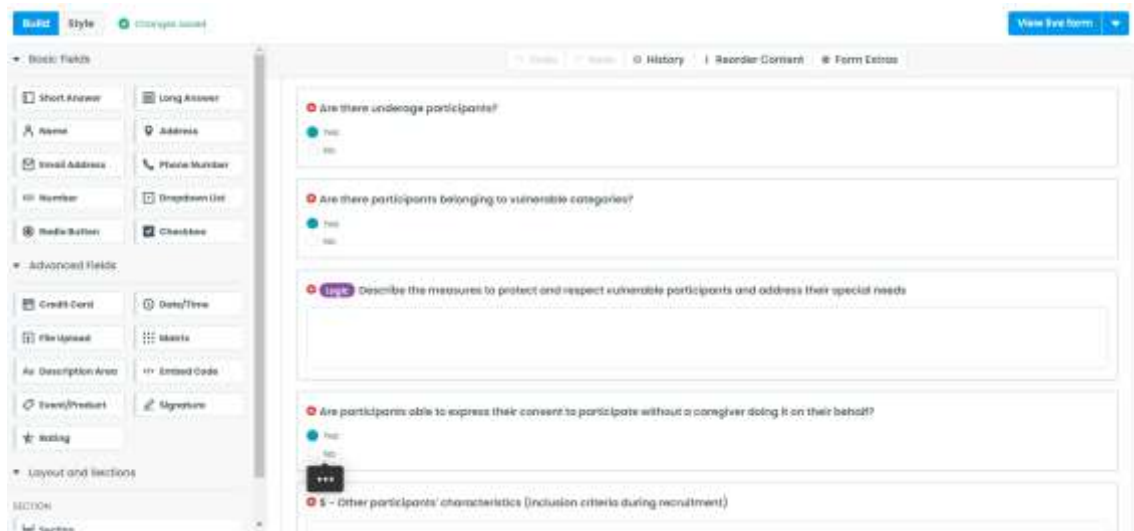 Build Style Changes saved View live form
Basic Fields
Undo Redo History Reorder Content Form Extras
Short Answer Long Answer
Are there underage participants?
Name Address
Yes
No
Email Address Phone Number
Number Dropdown List
Are there participants belonging to vulnerable categories?
Yes
Radio Button Checkbox
No
Advanced Fields
Logic Describe the measures to protect and respect vulnerable participants and address their special needs
Credit Card Date/Time
File Upload Matrix
Description Area Embed Code
Event/Product Signature
Are participants able to express their consent to participate without a caregiver doing it on their behalf?
Rating
Yes
No
Layout and Sections
5 - Other participants' characteristics (inclusion criteria during recruitment)
SECTION
Section